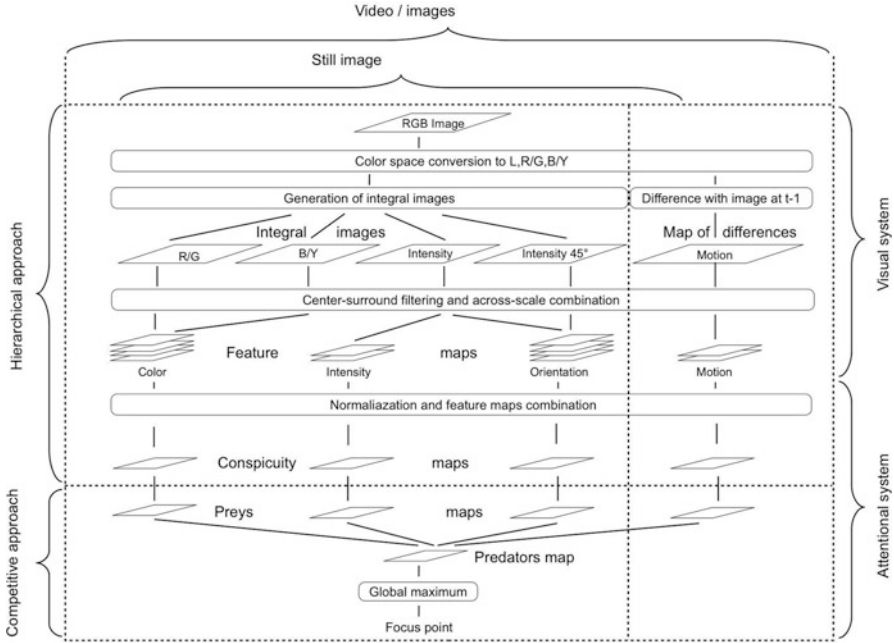 Video / images
Still image
RGB Image
Color space conversion to L,R/G,B/Y
Generation of integral images
Difference with image at t-1
Integral images
Map of differences
R/G
B/Y
Intensity
Intensity 45°
Motion
Center-surround filtering and across-scale combination
Feature maps
Color
Intensity
Orientation
Motion
Normaliazation and feature maps combination
Conspicuity maps
Preys maps
Predators map
Global maximum
Focus point
Hierarchical approach
Competitive approach
Visual system
Attentional system